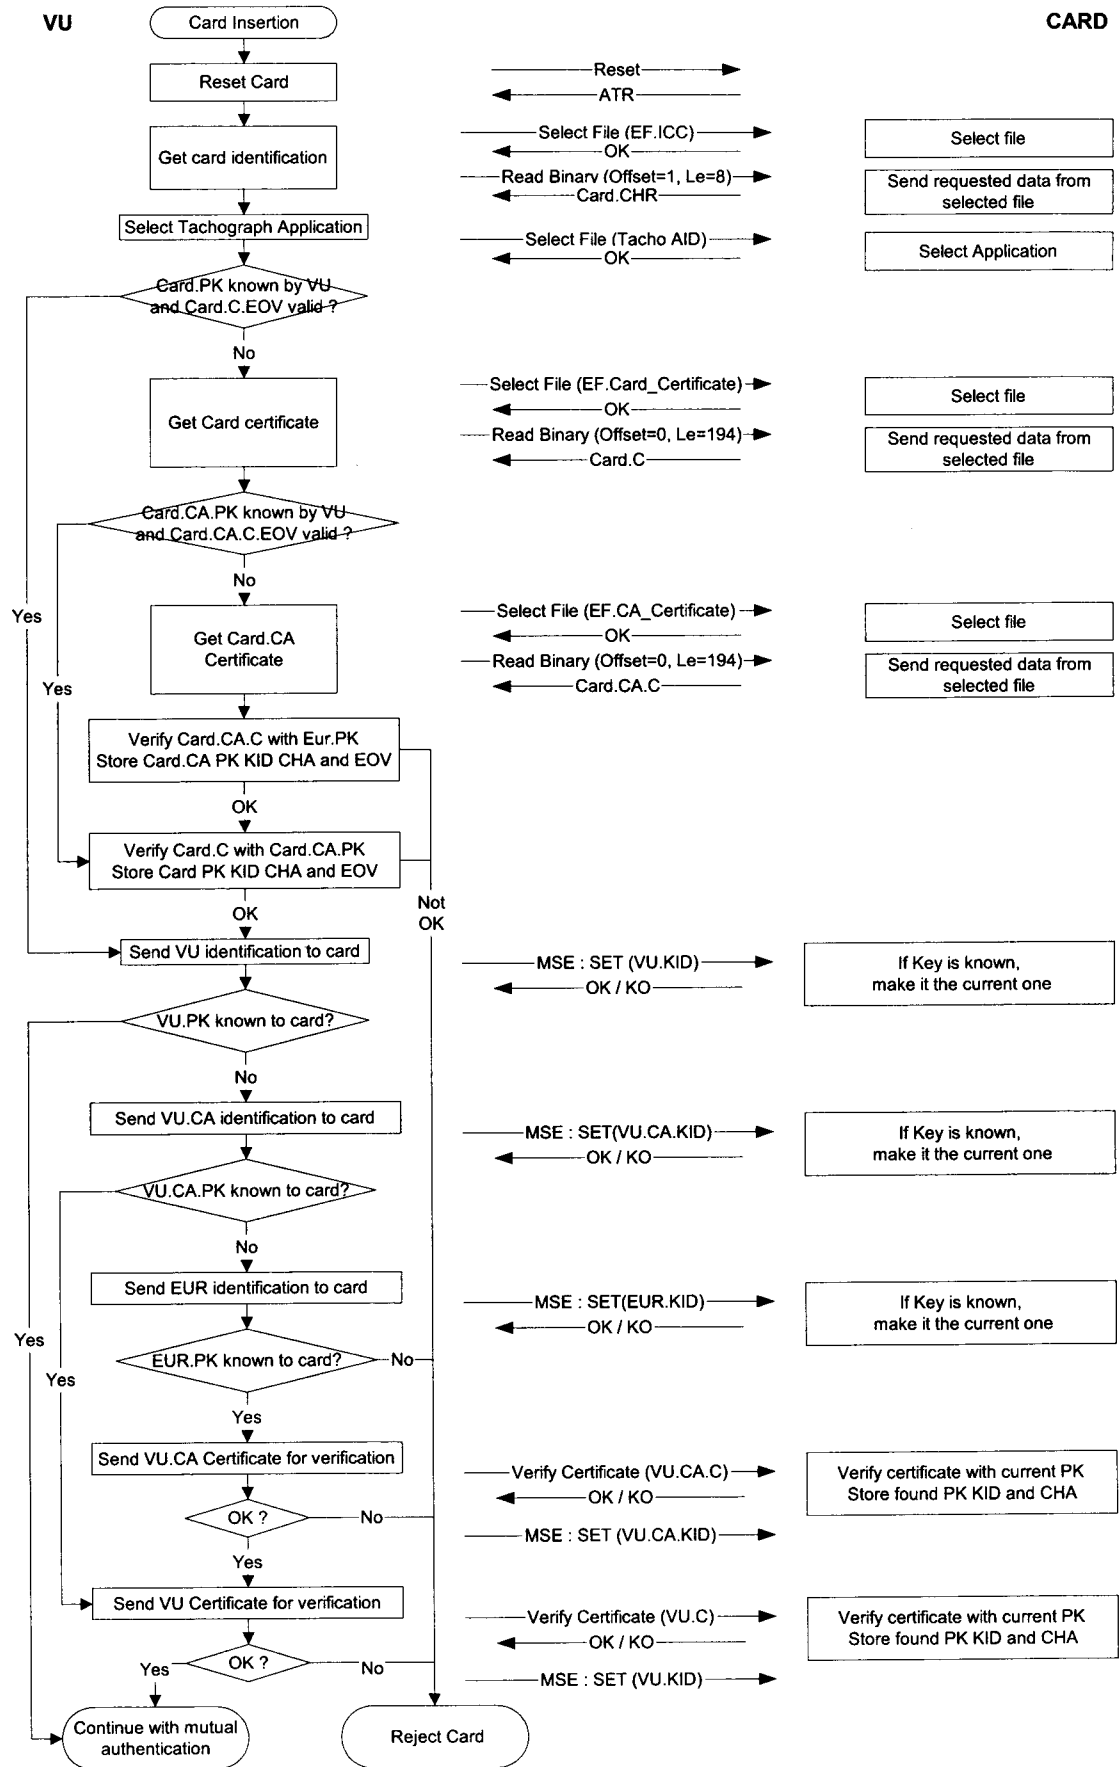 VU
CARD
Card Insertion
Reset Card
Reset
ATR
Get card identification
Select File (EF.ICC)
OK
Select file
Read Binary (Offset=1, Le=8)
Card.CHR
Send requested data from
selected file
Select Tachograph Application
Select File (Tacho AID)
OK
Select Application
Card.PK known by VU
and Card.C.EOV valid ?
No
Get Card certificate
Select File (EF.Card_Certificate)
OK
Select file
Read Binary (Offset=0, Le=194)
Card.C
Send requested data from
selected file
Card.CA.PK known by VU
and Card.CA.C.EOV valid ?
No
Yes
Get Card.CA
Certificate
Select File (EF.CA_Certificate)
OK
Select file
Read Binary (Offset=0, Le=194)
Card.CA.C
Send requested data from
selected file
Yes
Verify Card.CA.C with Eur.PK
Store Card.CA PK KID CHA and EOV
OK
Verify Card.C with Card.CA.PK
Store Card PK KID CHA and EOV
Not
OK
OK
Send VU identification to card
MSE : SET (VU.KID)
OK / KO
If Key is known,
make it the current one
VU.PK known to card?
No
Send VU.CA identification to card
MSE : SET(VU.CA.KID)
OK / KO
If Key is known,
make it the current one
VU.CA.PK known to card?
No
Send EUR identification to card
MSE : SET(EUR.KID)
OK / KO
If Key is known,
make it the current one
Yes
EUR.PK known to card?
No
Yes
Yes
Send VU.CA Certificate for verification
Verify Certificate (VU.CA.C)
OK / KO
Verify certificate with current PK
Store found PK KID and CHA
OK ?
No
MSE : SET (VU.CA.KID)
Yes
Send VU Certificate for verification
Verify Certificate (VU.C)
OK / KO
Verify certificate with current PK
Store found PK KID and CHA
OK ?
Yes
No
MSE : SET (VU.KID)
Continue with mutual
authentication
Reject Card